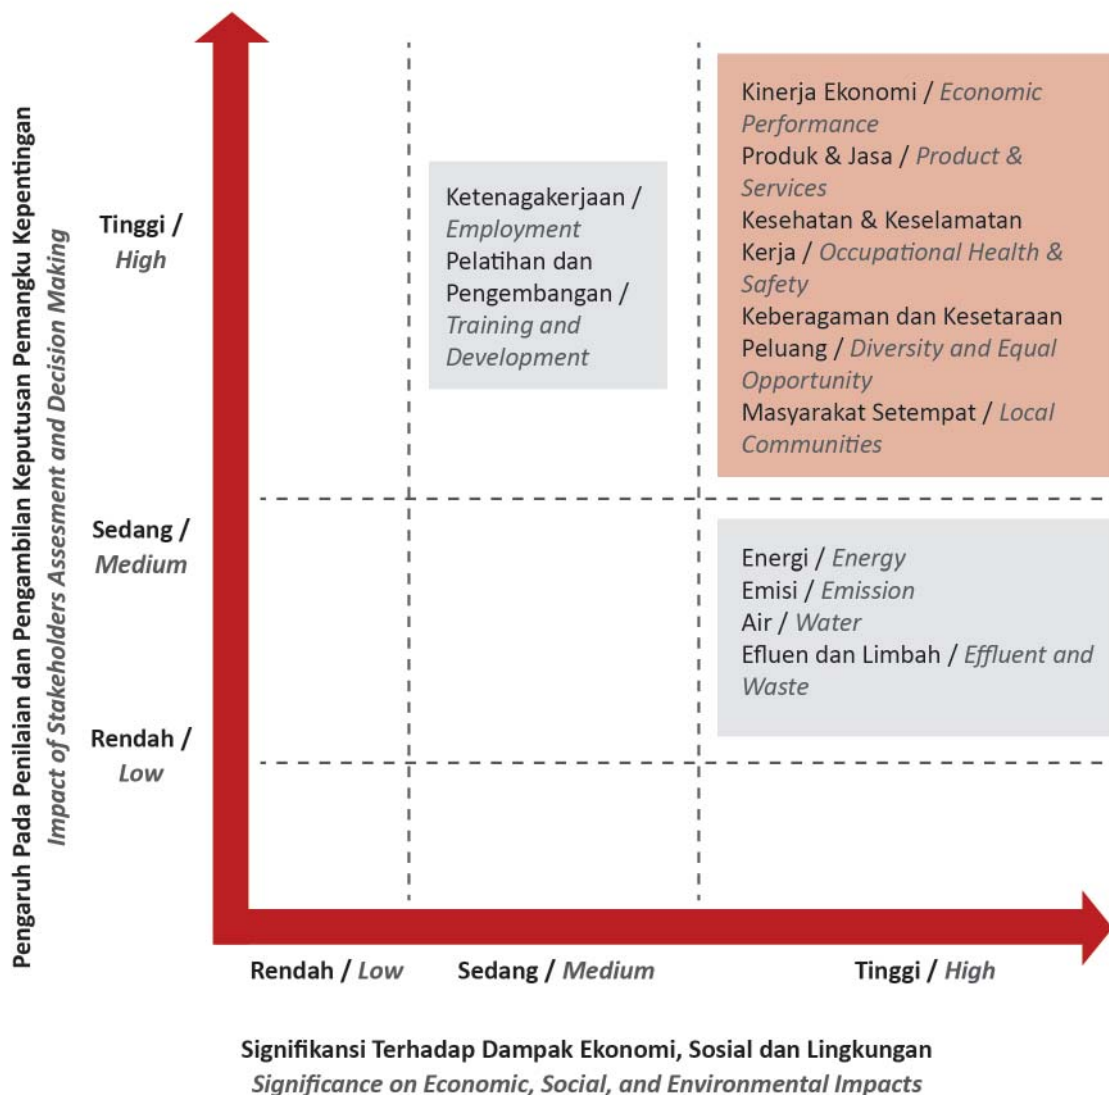 Pengaruh Pada Penilaian dan Pengambilan Keputusan Pemangku Kepentingan
Impact of Stakeholders Assesment and Decision Making
Tinggi /
High
Sedang /
Medium
Rendah /
Low
Ketenagakerjaan /
Employment
Pelatihan dan
Pengembangan /
Training and
Development
Kinerja Ekonomi / Economic
Performance
Produk & Jasa / Product &
Services
Kesehatan & Keselamatan
Kerja / Occupational Health &
Safety
Keberagaman dan Kesetaraan
Peluang / Diversity and Equal
Opportunity
Masyarakat Setempat / Local
Communities
Energi / Energy
Emisi / Emission
Air / Water
Efluen dan Limbah / Effluent and
Waste
Rendah / Low
Sedang / Medium
Tinggi / High
Signifikansi Terhadap Dampak Ekonomi, Sosial dan Lingkungan
Significance on Economic, Social, and Environmental Impacts